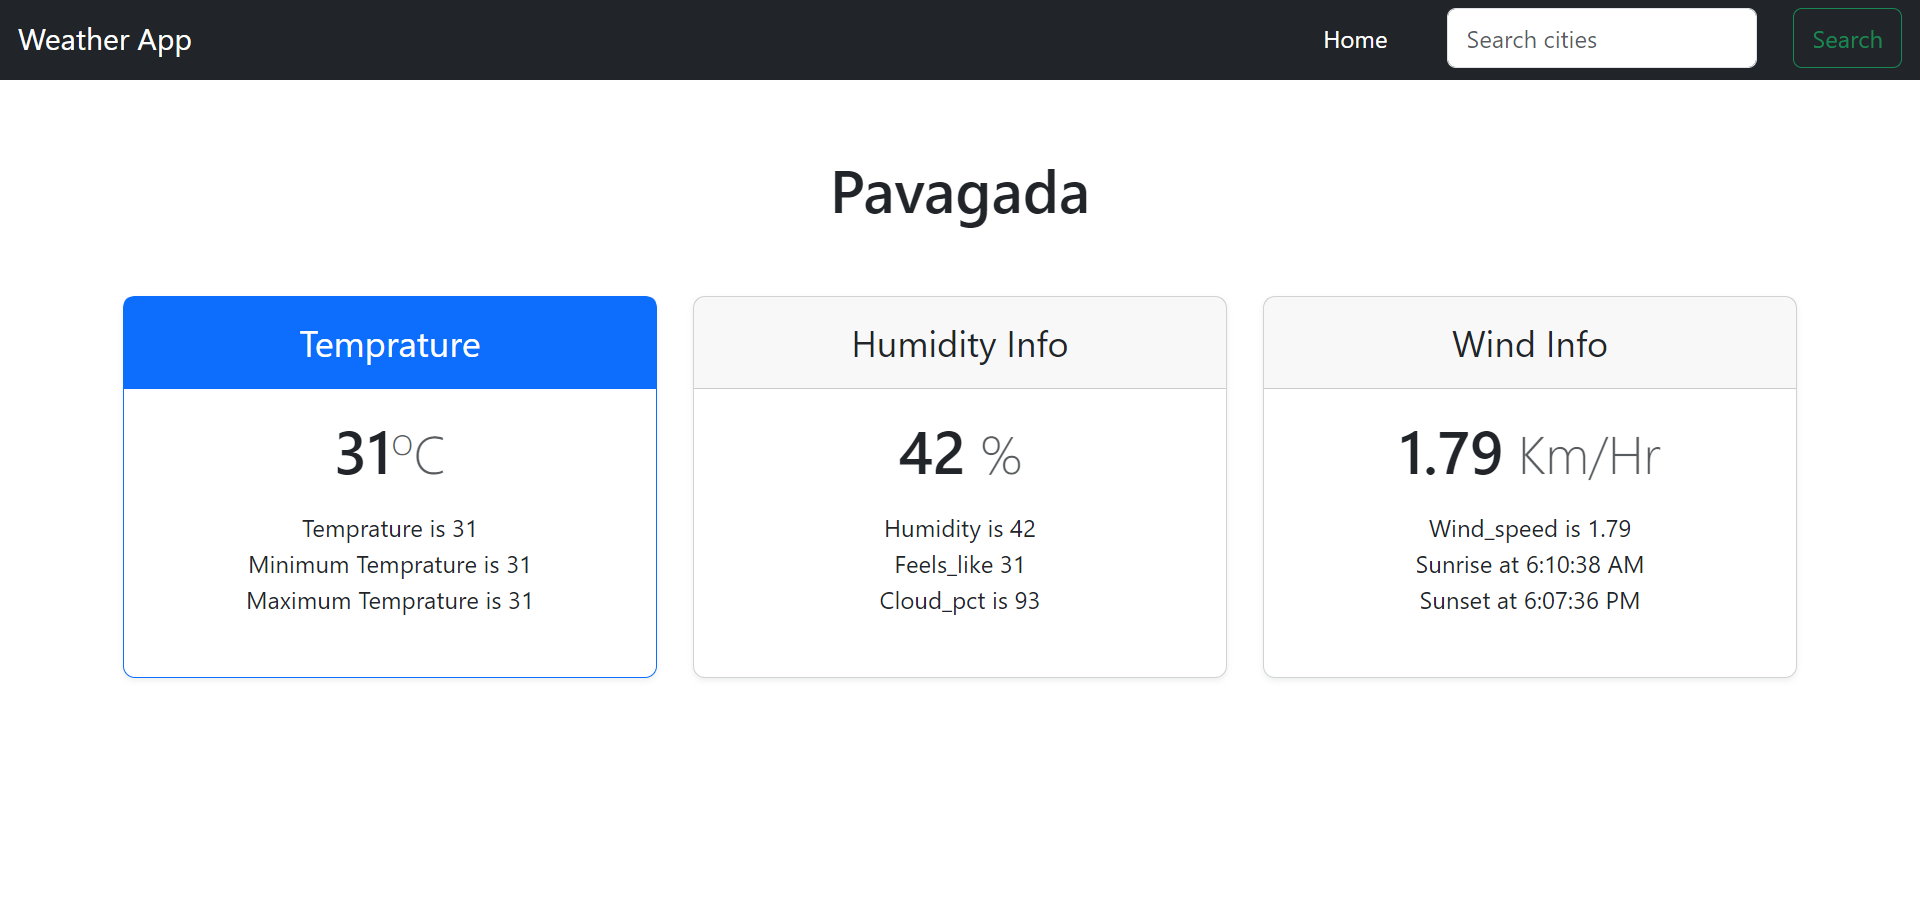 Weather App
Home
Search cities
Search
Pavagada
Temprature
31°C
Temprature is 31
Minimum Temprature is 31
Maximum Temprature is 31
Humidity Info
42 %
Humidity is 42
Feels_like 31
Cloud_pct is 93
Wind Info
1.79 Km/Hr
Wind_speed is 1.79
Sunrise at 6:10:38 AM
Sunset at 6:07:36 PM